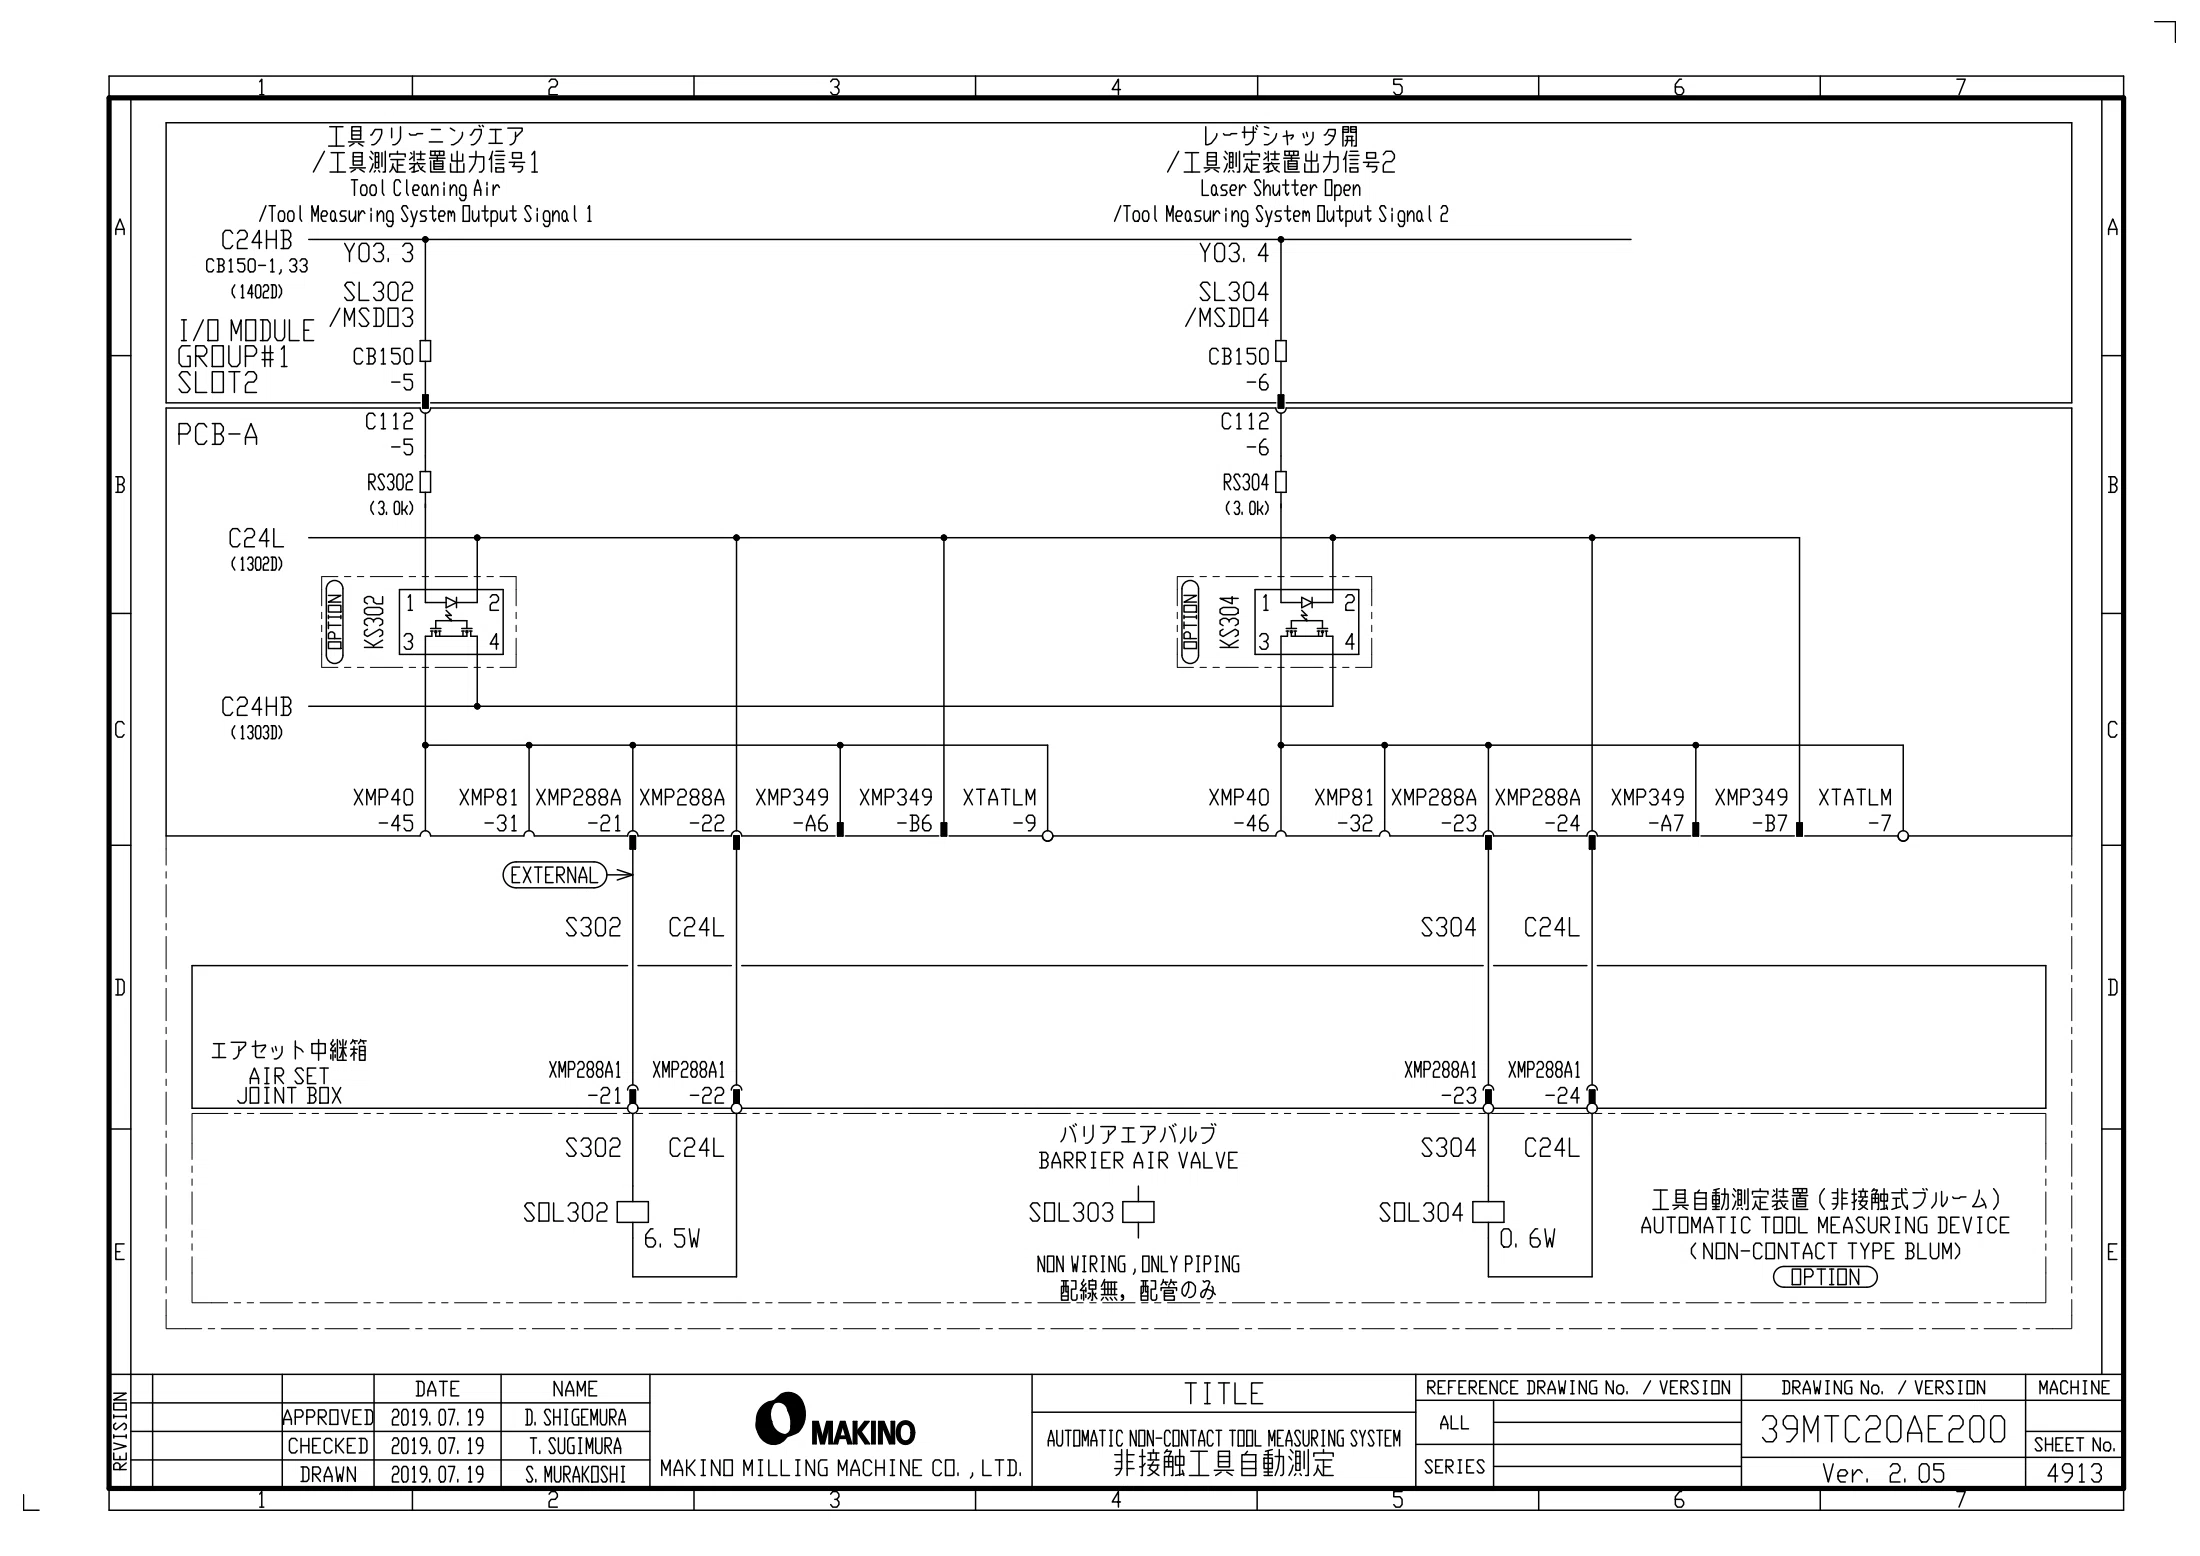 1 2 3 4 5 6 7
工具クリーニングエア
/工具測定装置出力信号1
Tool Cleaning Air
/Tool Measuring System Output Signal 1
レーザシャッタ開
/工具測定装置出力信号2
Laser Shutter Open
/Tool Measuring System Output Signal 2
A
A
C24HB
CB150-1,33
(1402D)
Y03.3
SL302
/MSDO3
Y03.4
SL304
/MSDO4
I/O MODULE
GROUP#1
SLOT2
CB150
-5
CB150
-6
PCB-A
C112
-5
C112
-6
B
B
RS302
(3.0k)
RS304
(3.0k)
C24L
(1302D)
OPTION
KS302
1 2
3 4
OPTION
KS304
1 2
3 4
C24HB
(1303D)
C
C
XMP40 XMP81 XMP288A XMP288A XMP349 XMP349 XTATLM XMP40 XMP81 XMP288A XMP288A XMP349 XMP349 XTATLM
-45 -31 -21 -22 -A6 -B6 -9 -46 -32 -23 -24 -A7 -B7 -7
EXTERNAL
S302 C24L S304 C24L
D
D
エアセット中継箱
AIR SET
JOINT BOX
XMP288A1 XMP288A1 XMP288A1 XMP288A1
-21 -22 -23 -24
S302 C24L S304 C24L
バリアエアバルブ
BARRIER AIR VALVE
SOL302
6.5W
SOL303
NON WIRING,ONLY PIPING
配線無，配管のみ
SOL304
0.6W
工具自動測定装置(非接触式ブルーム)
AUTOMATIC TOOL MEASURING DEVICE
(NON-CONTACT TYPE BLUM)
OPTION
E
E
REVISION
DATE NAME
APPROVED 2019.07.19 D. SHIGEMURA
CHECKED 2019.07.19 T. SUGIMURA
DRAWN 2019.07.19 S. MURAKOSHI
MAKINO
MAKINO MILLING MACHINE CO.,LTD.
TITLE
AUTOMATIC NON-CONTACT TOOL MEASURING SYSTEM
非接触工具自動測定
REFERENCE DRAWING No. / VERSION
ALL
SERIES
DRAWING No. / VERSION
39MTC20AE200
Ver. 2.05
MACHINE
SHEET No.
4913
1 2 3 4 5 6 7